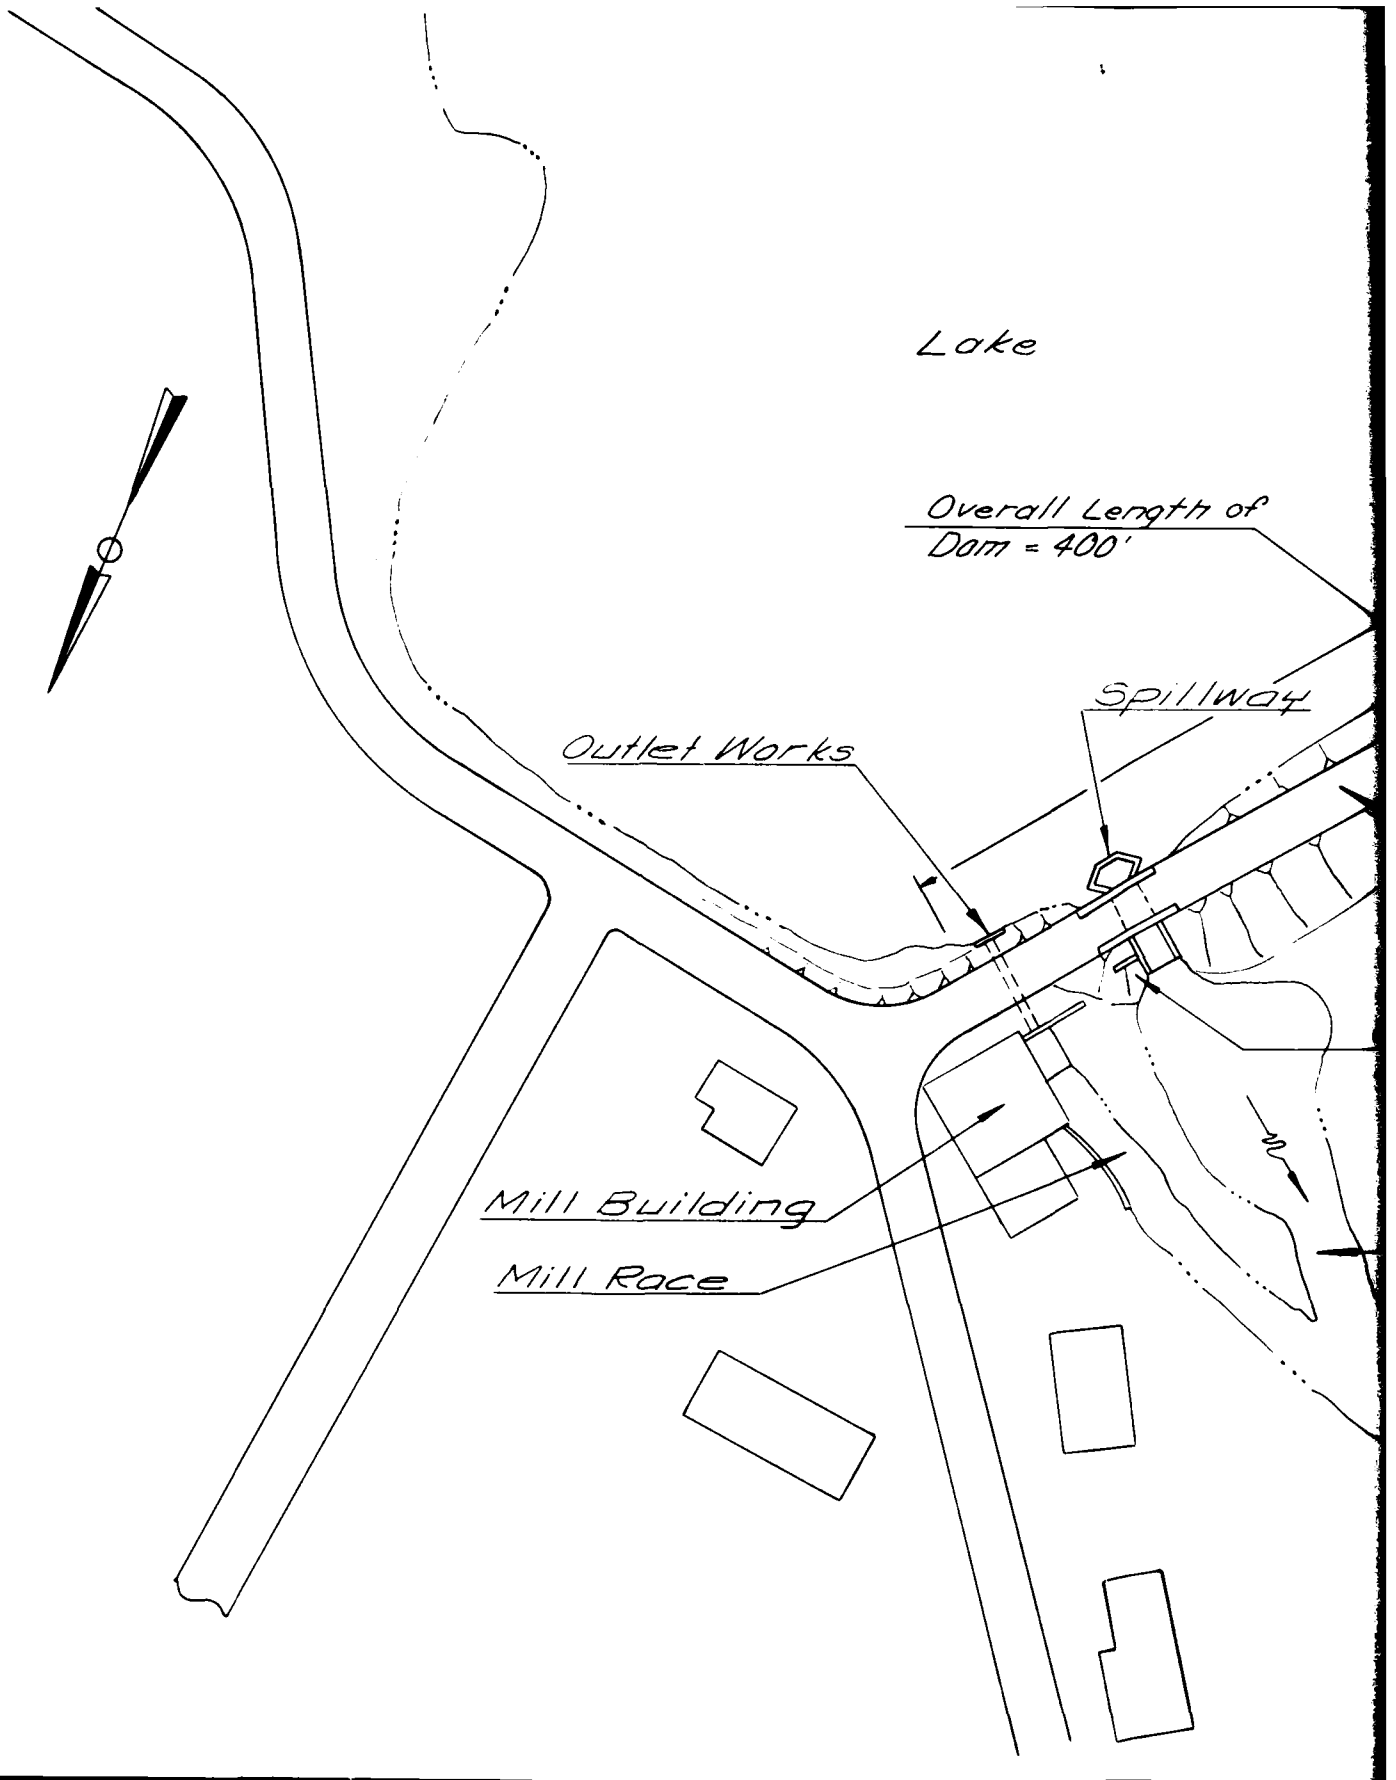 Lake
Overall Length of
Dam = 400'
Spillway
Outlet Works
Mill Building
Mill Race